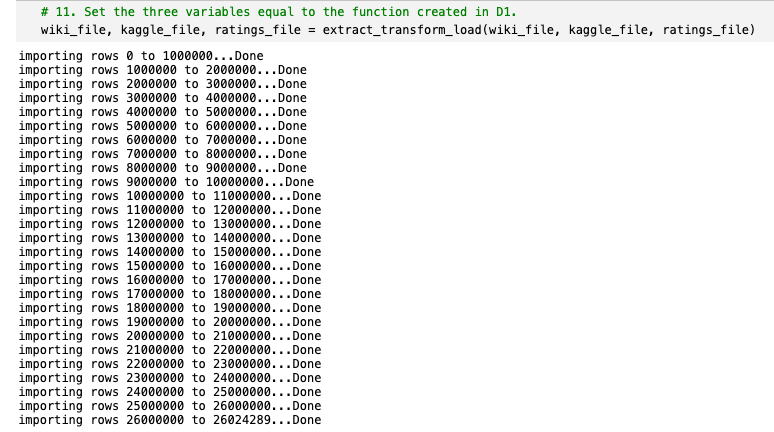 # 11. Set the three variables equal to the function created in D1.
wiki_file, kaggle_file, ratings_file = extract_transform_load(wiki_file, kaggle_file, ratings_file)
importing rows 0 to 1000000...Done
importing rows 1000000 to 2000000...Done
importing rows 2000000 to 3000000...Done
importing rows 3000000 to 4000000...Done
importing rows 4000000 to 5000000...Done
importing rows 5000000 to 6000000...Done
importing rows 6000000 to 7000000...Done
importing rows 7000000 to 8000000...Done
importing rows 8000000 to 9000000...Done
importing rows 9000000 to 10000000...Done
importing rows 10000000 to 11000000...Done
importing rows 11000000 to 12000000...Done
importing rows 12000000 to 13000000...Done
importing rows 13000000 to 14000000...Done
importing rows 14000000 to 15000000...Done
importing rows 15000000 to 16000000...Done
importing rows 16000000 to 17000000...Done
importing rows 17000000 to 18000000...Done
importing rows 18000000 to 19000000...Done
importing rows 19000000 to 20000000...Done
importing rows 20000000 to 21000000...Done
importing rows 21000000 to 22000000...Done
importing rows 22000000 to 23000000...Done
importing rows 23000000 to 24000000...Done
importing rows 24000000 to 25000000...Done
importing rows 25000000 to 26000000...Done
importing rows 26000000 to 26024289...Done